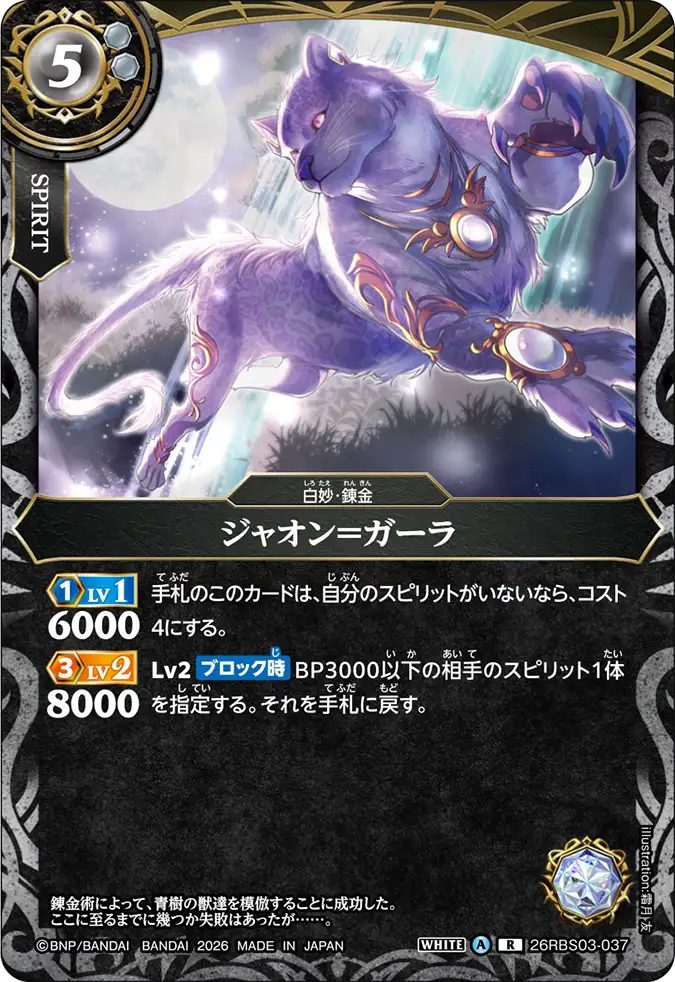 5
SPIRIT
白妙・錬金
ジャオン=ガーラ
1 LV1
6000
手札のこのカードは、自分のスピリットがいないなら、コスト
4にする。
3 LV2
8000
Lv2 ブロック時 BP3000以下の相手のスピリット1体
を指定する。それを手札に戻す。
錬金術によって、青樹の獣達を模倣することに成功した。
ここに至るまでに幾つか失敗はあったが……。
illustration:霜月 友
©BNP/BANDAI BANDAI 2026 MADE IN JAPAN WHITE A R 26RBS03-037